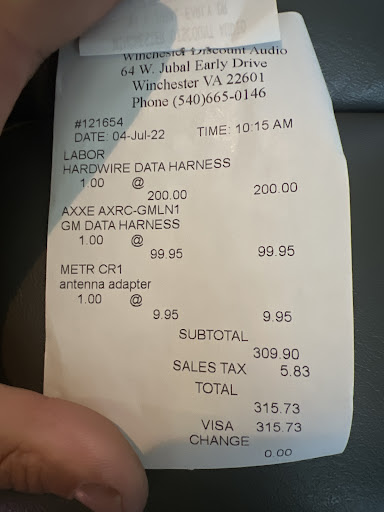 Winchester Discount Audio
64 W. Jubal Early Drive
Winchester VA 22601
Phone (540)665-0146
#121654
DATE: 04-Jul-22 TIME: 10:15 AM
LABOR
HARDWIRE DATA HARNESS
1.00 @
200.00 200.00
AXXE AXRC-GMLN1
GM DATA HARNESS
1.00 @
99.95 99.95
METR CR1
antenna adapter
1.00 @
9.95 9.95
SUBTOTAL
309.90
SALES TAX 5.83
TOTAL
315.73
VISA 315.73
CHANGE
0.00